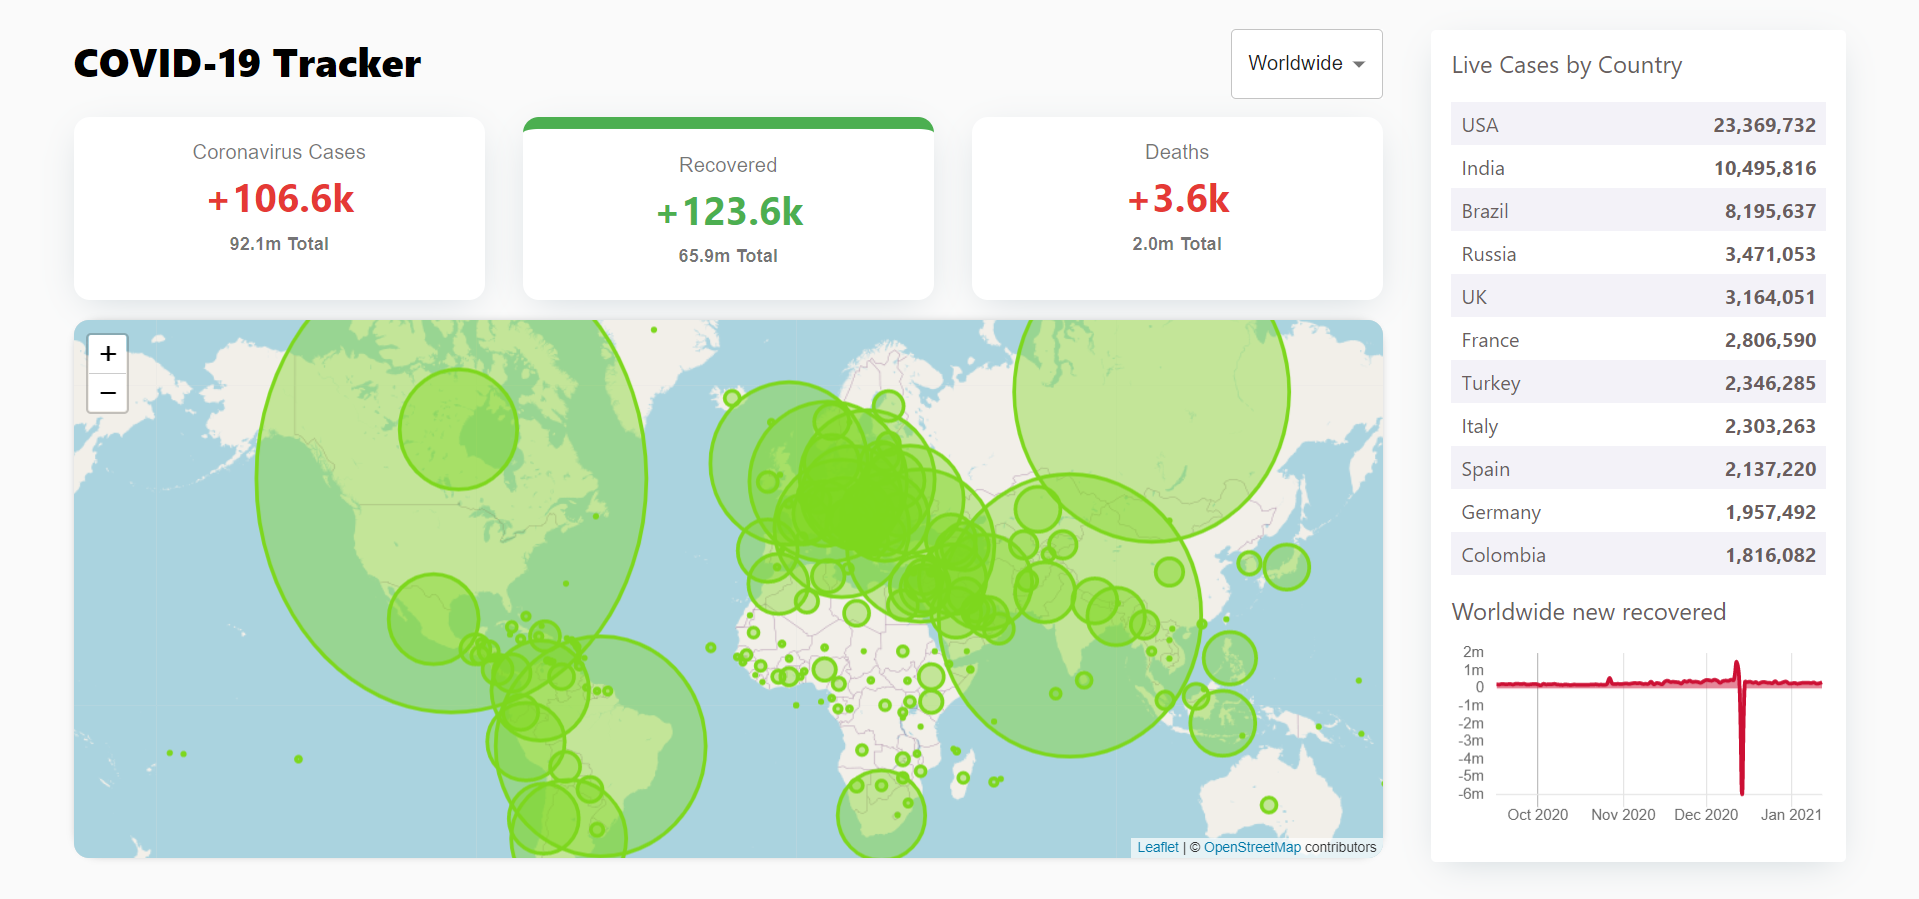 COVID-19 Tracker
Worldwide
Coronavirus Cases
+106.6k
92.1m Total
Recovered
+123.6k
65.9m Total
Deaths
+3.6k
2.0m Total
+
−
Leaflet | © OpenStreetMap contributors
Live Cases by Country
USA 23,369,732
India 10,495,816
Brazil 8,195,637
Russia 3,471,053
UK 3,164,051
France 2,806,590
Turkey 2,346,285
Italy 2,303,263
Spain 2,137,220
Germany 1,957,492
Colombia 1,816,082
Worldwide new recovered
2m
1m
0
-1m
-2m
-3m
-4m
-5m
-6m
Oct 2020 Nov 2020 Dec 2020 Jan 2021